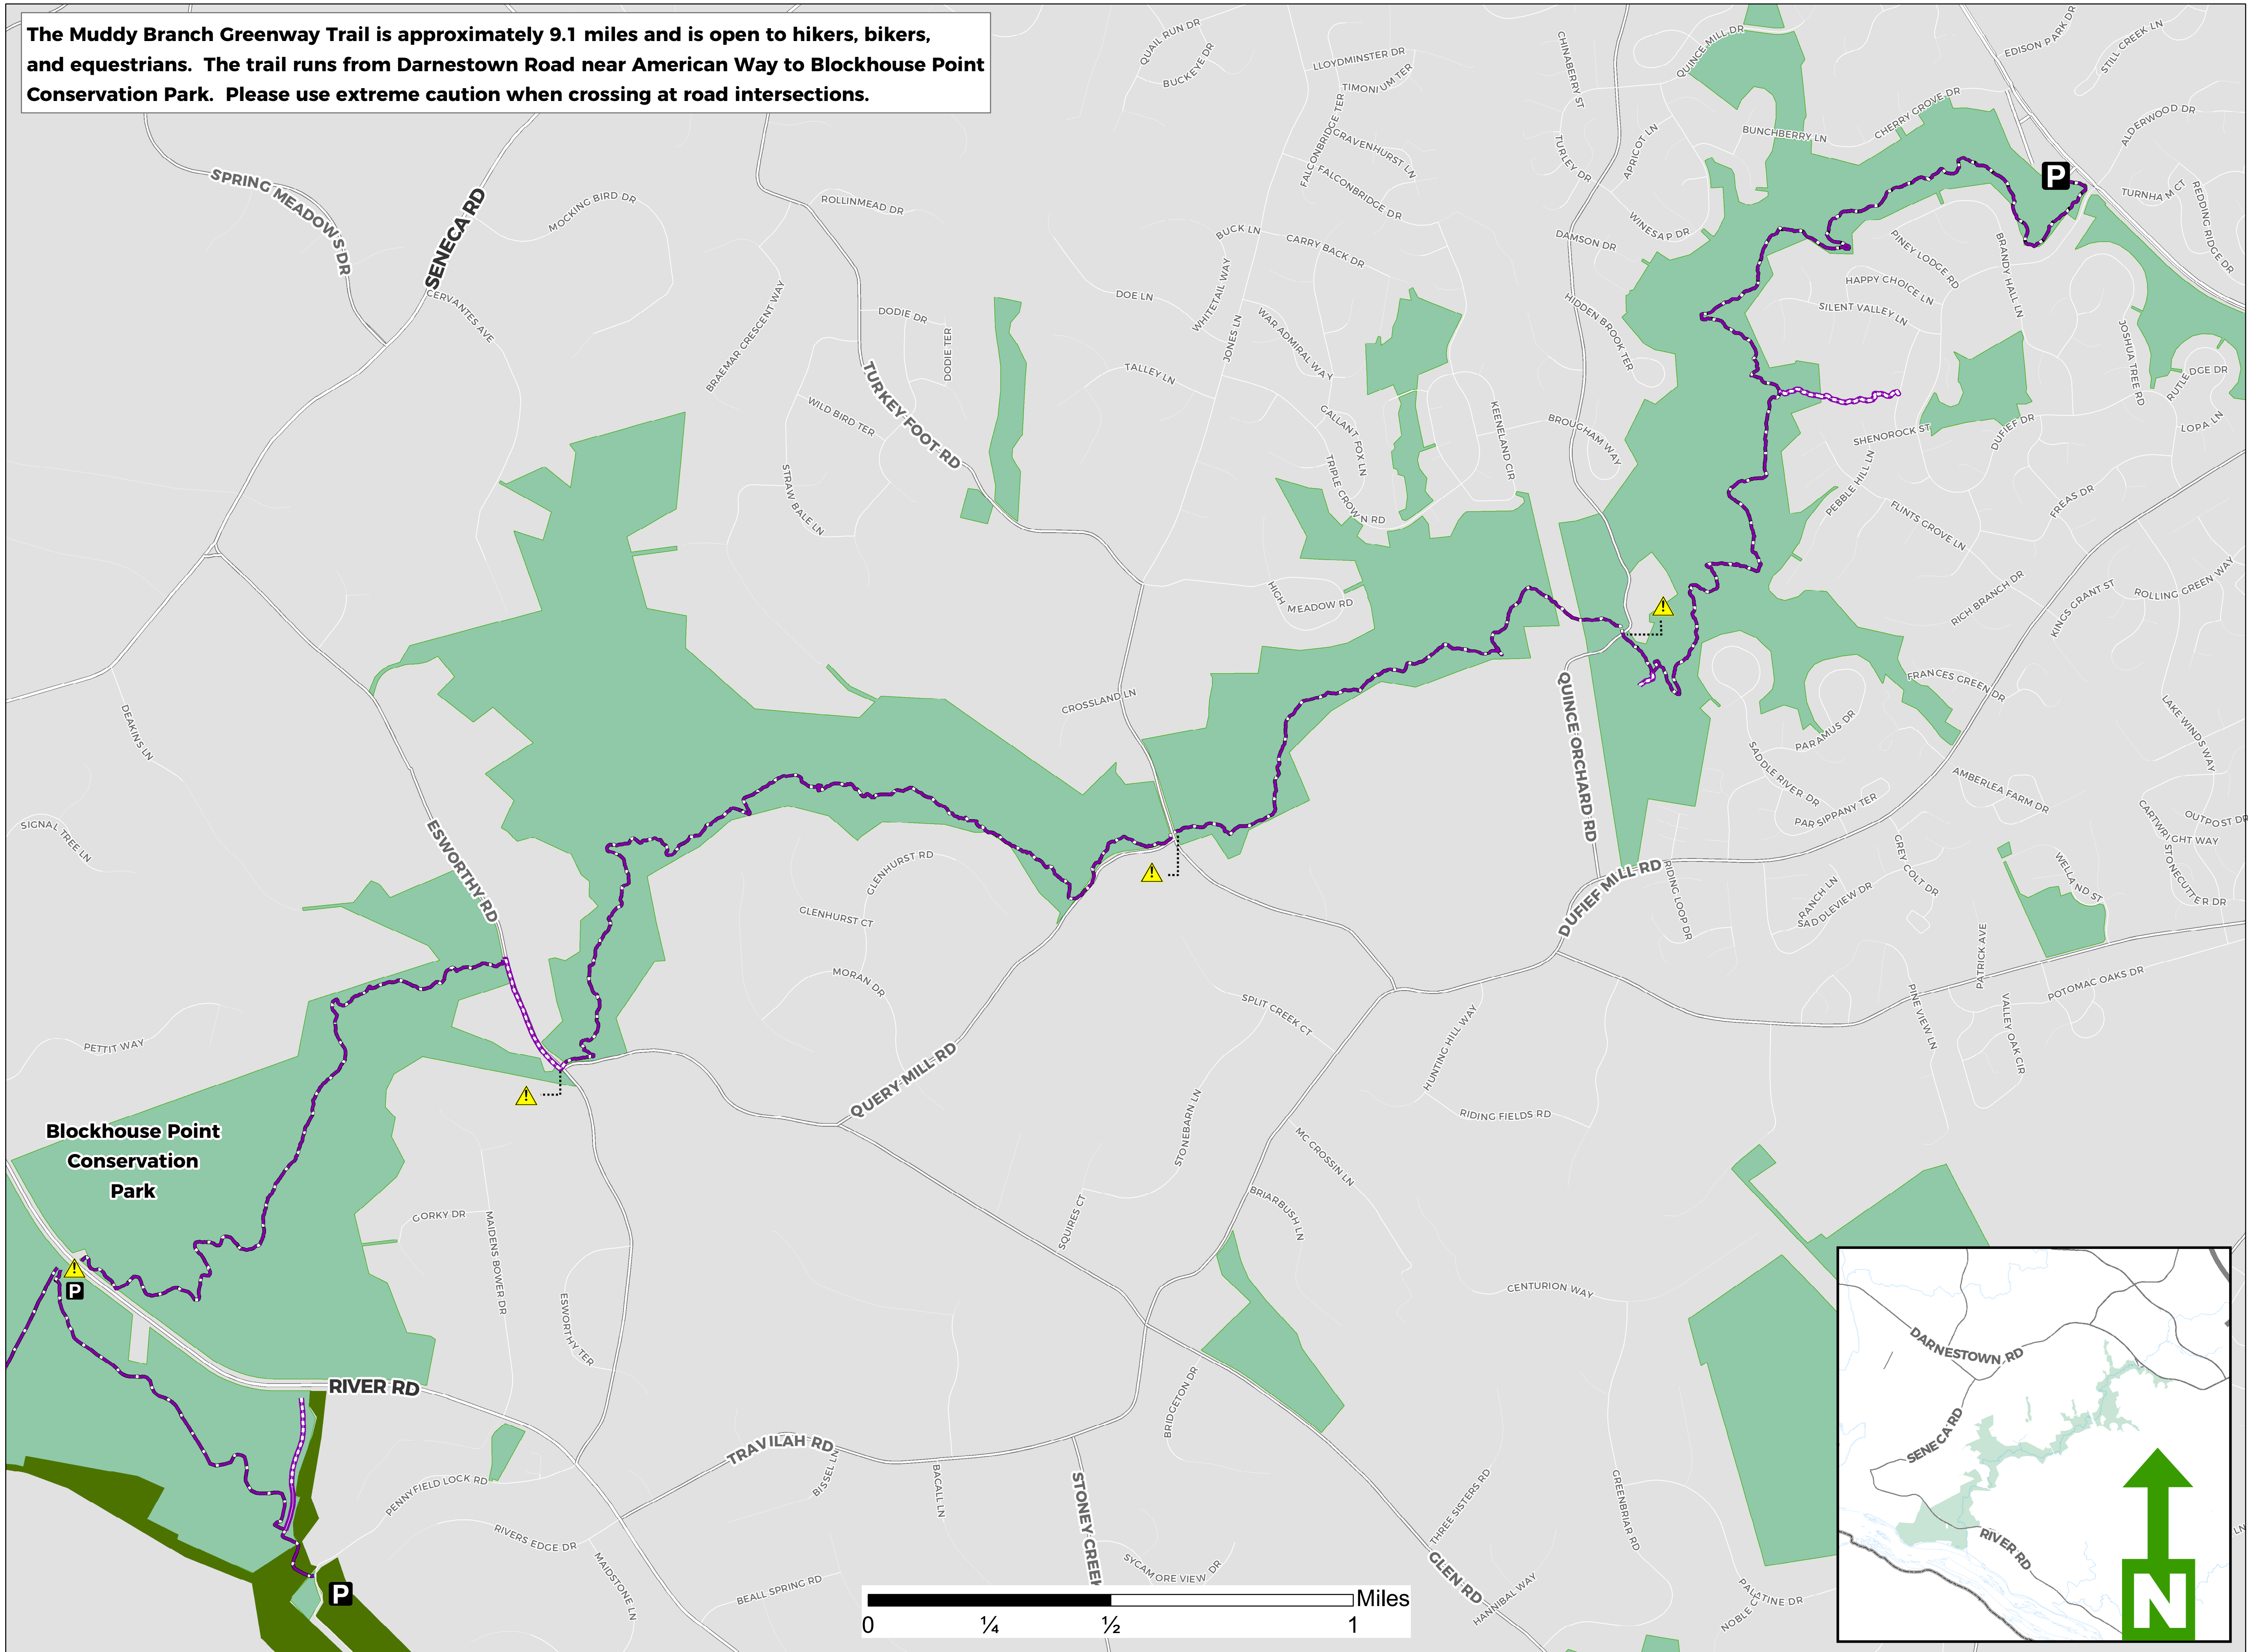 The Muddy Branch Greenway Trail is approximately 9.1 miles and is open to hikers, bikers,
and equestrians. The trail runs from Darnestown Road near American Way to Blockhouse Point
Conservation Park. Please use extreme caution when crossing at road intersections.
QUAIL RUN DR
BUCKEYE DR
LLOYDMINSTER DR
TIMONIUM TER
CHINABERRY ST
QUINCE MILL DR
EDISON PARK DR
STILL CREEK LN
SPRING MEADOWS DR
SENECA RD
MOCKING BIRD DR
ROLLINMEAD DR
FALCONBRIDGE TER
GRAVENHURST LN
FALCONBRIDGE DR
TURLEY DR
APRICOT LN
BUNCHBERRY LN
CHERRY GROVE DR
ALDERWOOD DR
P
TURNHAM CT
REDDING RIDGE DR
CERVANTES AVE
BRAEMAR CRESCENT WAY
DODIE DR
DODIE TER
DOE LN
BUCK LN
CARRY BACK DR
WHITETAIL WAY
JONES LN
WAR ADMIRAL WAY
DAMSON DR
WINESAP DR
HIDDEN BROOK TER
PINEY LODGE RD
HAPPY CHOICE LN
SILENT VALLEY LN
BRANDY HALL LN
JOSHUA TREE RD
RUTLEDGE DR
LOPA LN
TURKEY FOOT RD
WILD BIRD TER
STRAW BALE LN
TALLEY LN
GALLANT FOX LN
TRIPLE CROWN RD
KEENELAND CIR
BROUGHAM WAY
SHENOROCK ST
DUFIEF DR
PEBBLE HILL LN
FLINTS GROVE LN
FREAS DR
RICH BRANCH DR
KINGS GRANT ST
ROLLING GREEN WAY
HIGH MEADOW RD
CROSSLAND LN
QUINCE ORCHARD RD
FRANCES GREEN DR
PARAMUS DR
SADDLE RIVER DR
PARSIPPANY TER
LAKE WINDS WAY
AMBERLEA FARM DR
CARTWRIGHT WAY
OUTPOST DR
STONECUTTER DR
DEAKINS LN
SIGNAL TREE LN
ESWORTHY RD
GLENHURST RD
GLENHURST CT
MORAN DR
DUFIEF MILL RD
RIDING LOOP DR
RANCH LN
SADDLEVIEW DR
GREY COLT DR
WELLAND ST
PATRICK AVE
POTOMAC OAKS DR
PINE VIEW LN
VALLEY OAK CIR
PETTIT WAY
QUERY MILL RD
SPLIT CREEK CT
HUNTING HILL WAY
STONEBARN LN
RIDING FIELDS RD
MC CROSSIN LN
Blockhouse Point
Conservation
Park
GORKY DR
MAIDENS BOWER DR
SQUIRES CT
BRIARBUSH LN
CENTURION WAY
P
ESWORTHY TER
RIVER RD
TRAVILAH RD
BRIDGETON DR
PENNYFIELD LOCK RD
BISSEL LN
BACALL LN
STONEY CREEK
THREE SISTERS RD
GREENBRIAR RD
RIVERS EDGE DR
MAIDSTONE LN
SYCAMORE VIEW DR
GLEN RD
HANNIBAL WAY
PALATINE DR
NOBLE C
BEALL SPRING RD
P
Miles
0 ¼ ½ 1
DARNESTOWN RD
SENECA RD
RIVER RD
N
LN